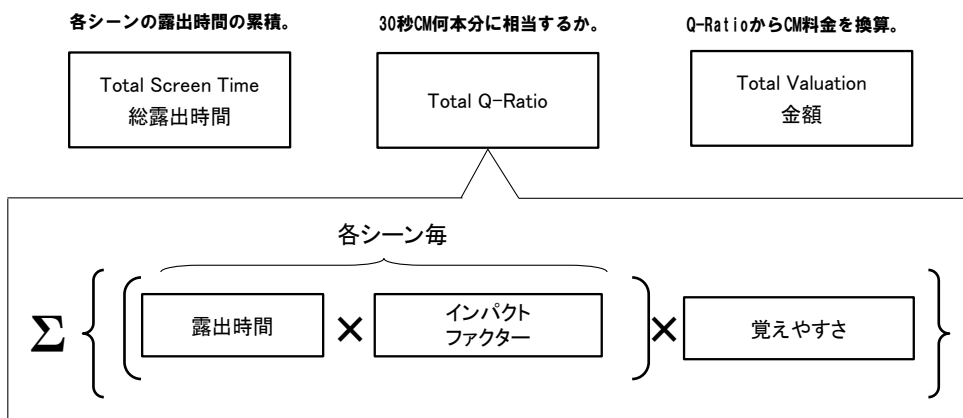 各シーンの露出時間の累積。
30秒CM何本分に相当するか。
Q-RatioからCM料金を換算。
Total Screen Time
総露出時間
Total Q-Ratio
Total Valuation
金額
各シーン毎
Σ { ( 露出時間 × インパクト
ファクター ) × 覚えやすさ }